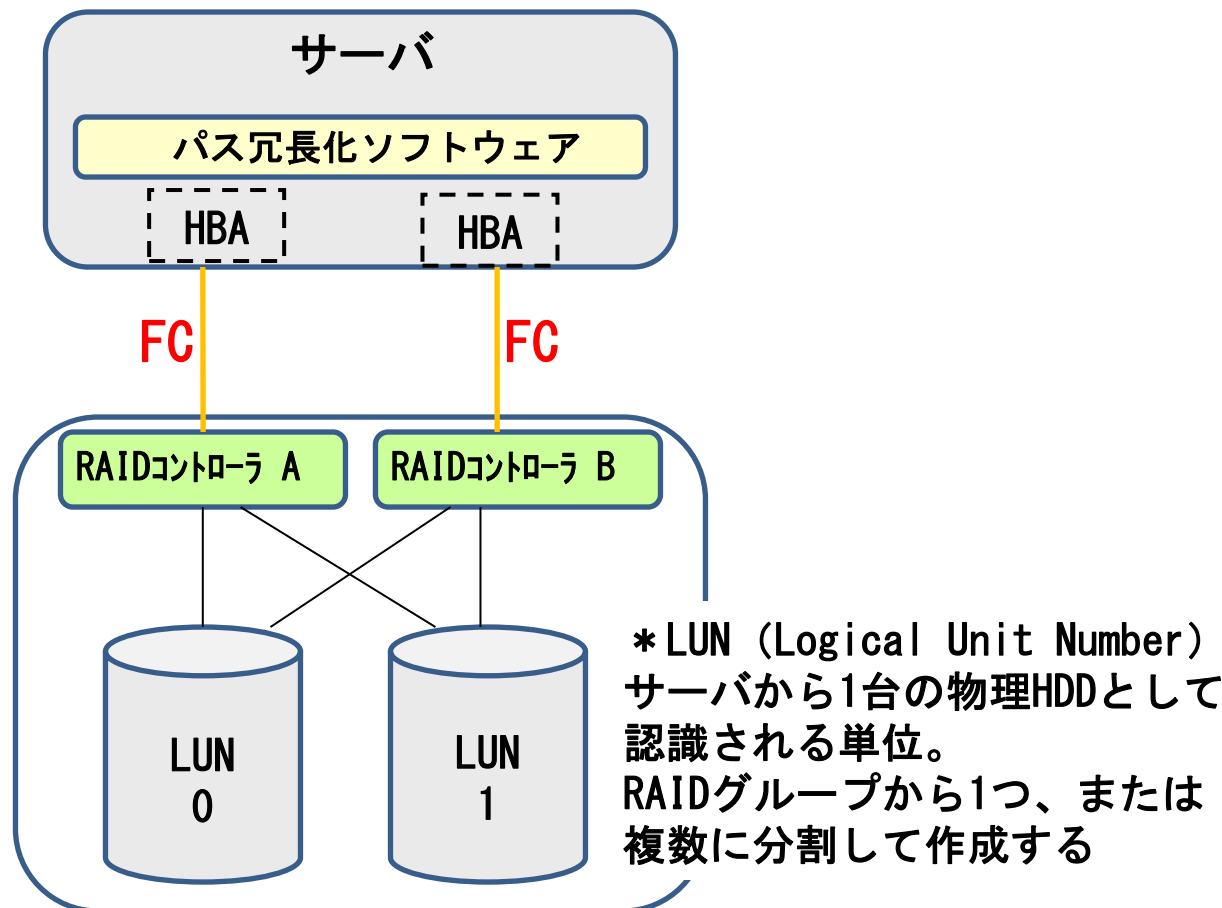 サーバ
パス冗長化ソフトウェア
HBA
HBA
FC
FC
RAIDｺﾝﾄﾛｰﾗ A
RAIDｺﾝﾄﾛｰﾗ B
LUN
0
LUN
1
＊LUN (Logical Unit Number)
サーバから1台の物理HDDとして
認識される単位。
RAIDグループから1つ、または
複数に分割して作成する